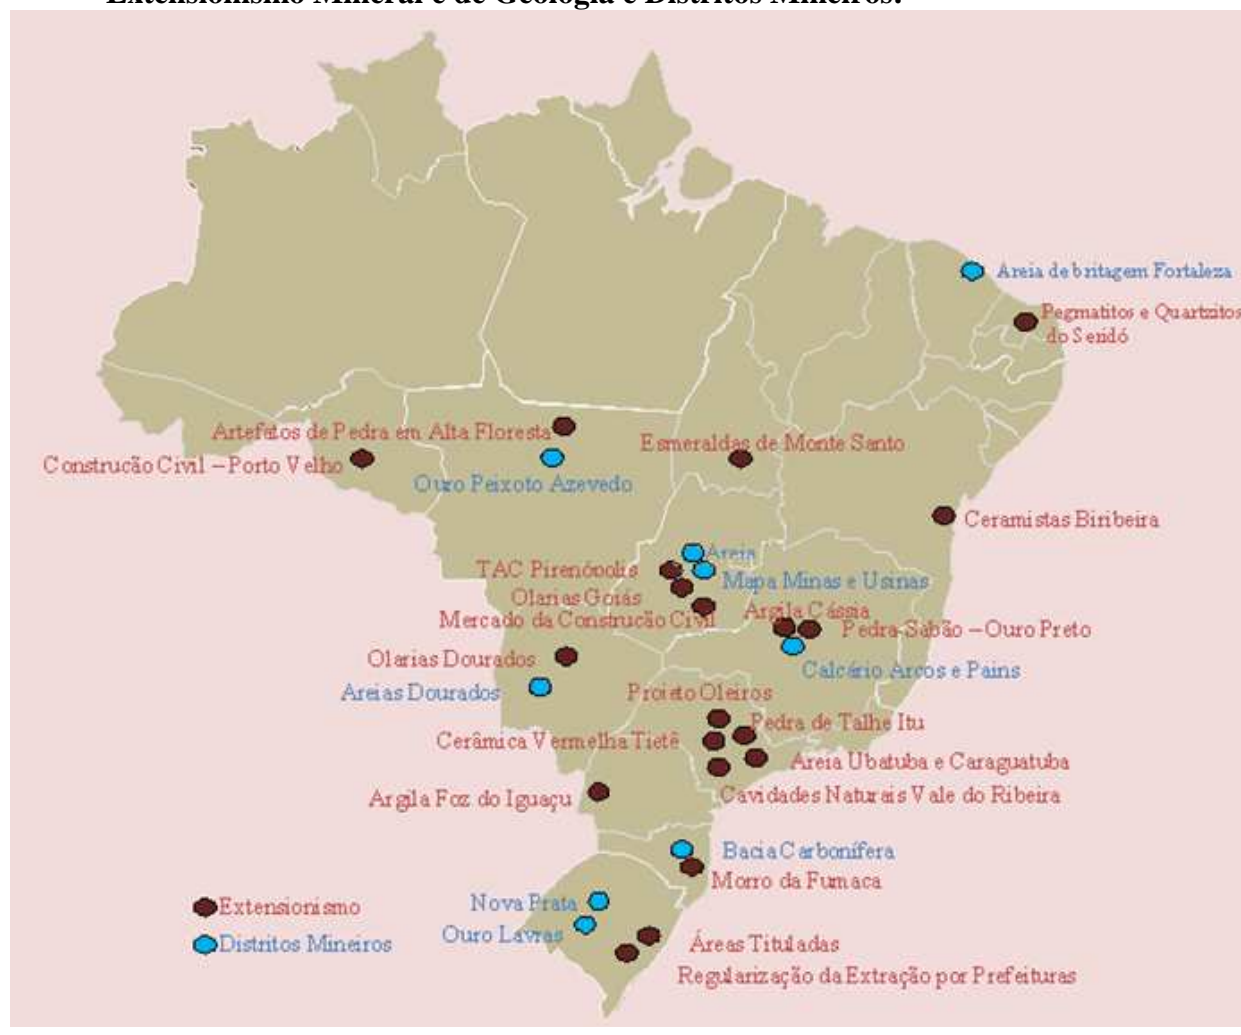 Extensionismo Mineral e de Geologia e Distritos Mineiros.
Areia de britagem Fortaleza
Pegmatitos e Quartzitos
do Seridó
Artefatos de Pedra em Alta Floresta
Esmeraldas de Monte Santo
Construcão Civil – Porto Velho
Ouro Peixoto Azevedo
Ceramistas Biribeira
Areia
TAC Pirenópolis
Mapa Minas e Usinas
Olarias Goiás
Argila Cássia
Mercado da Construcão Civil
Pedra Sabão – Ouro Preto
Olarias Dourados
Calcário Arcos e Pains
Areias Dourados
Projeto Oleiros
Pedra de Talhe Itu
Cerâmica Vermelha Tietê
Areia Ubatuba e Caraguatuba
Argila Foz do Iguaçu
Cavidades Naturais Vale do Ribeira
Bacia Carbonífera
Morro da Fumaca
Nova Prata
Extensionismo
Ouro Lavras
Distritos Mineiros
Áreas Tituladas
Regularização da Extração por Prefeituras